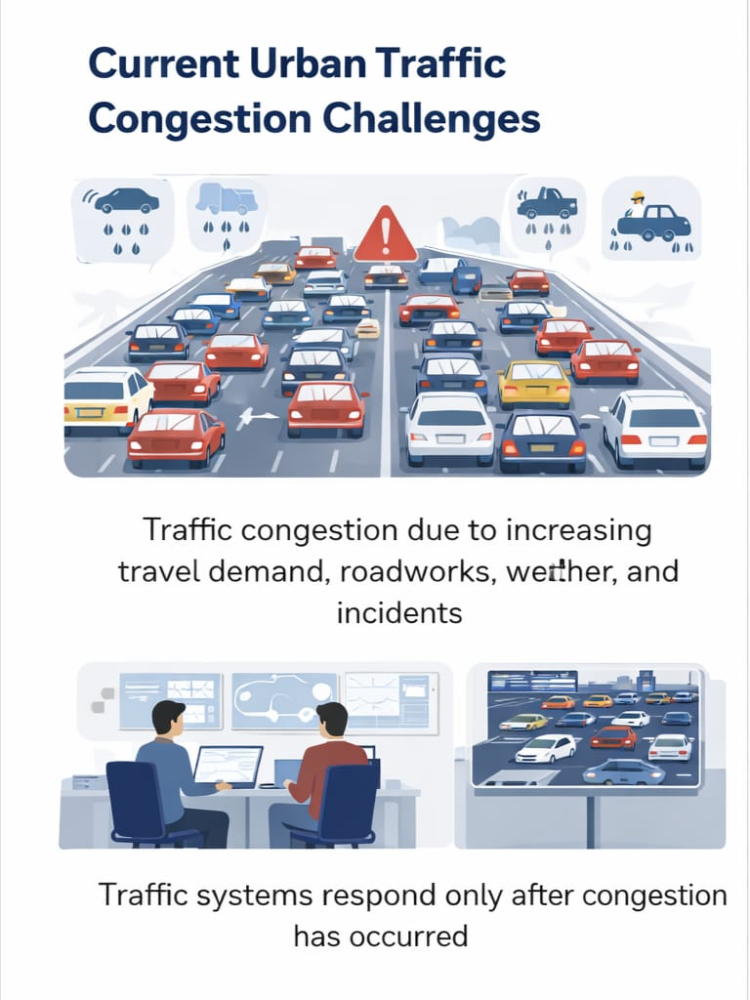 Current Urban Traffic
Congestion Challenges
Traffic congestion due to increasing
travel demand, roadworks, and
incidents
Traffic systems respond only after congestion
has occurred